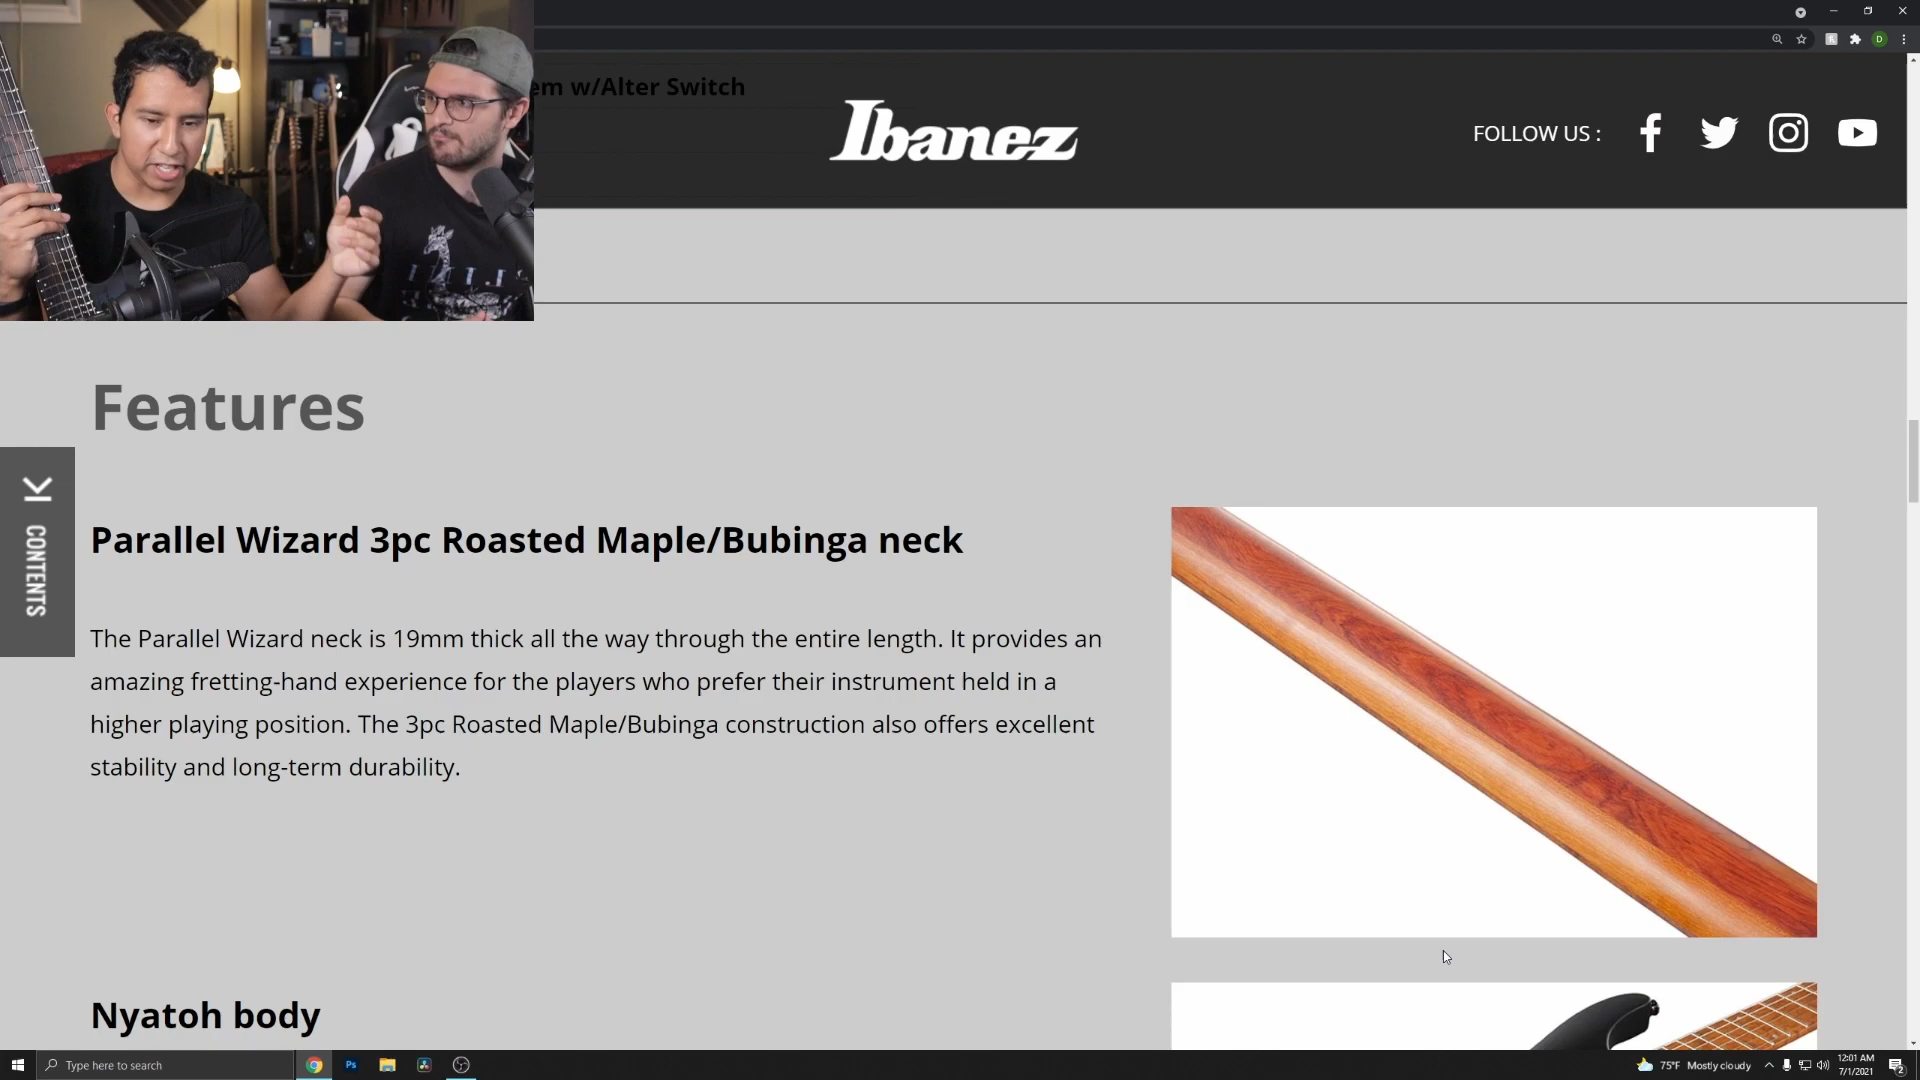 em w/Alter Switch
Ibanez
FOLLOW US :
Features
CONTENTS
Parallel Wizard 3pc Roasted Maple/Bubinga neck
The Parallel Wizard neck is 19mm thick all the way through the entire length. It provides an
amazing fretting-hand experience for the players who prefer their instrument held in a
higher playing position. The 3pc Roasted Maple/Bubinga construction also offers excellent
stability and long-term durability.
Nyatoh body
Type here to search
Ps
75°F Mostly cloudy
12:01 AM
7/1/2021
2
D